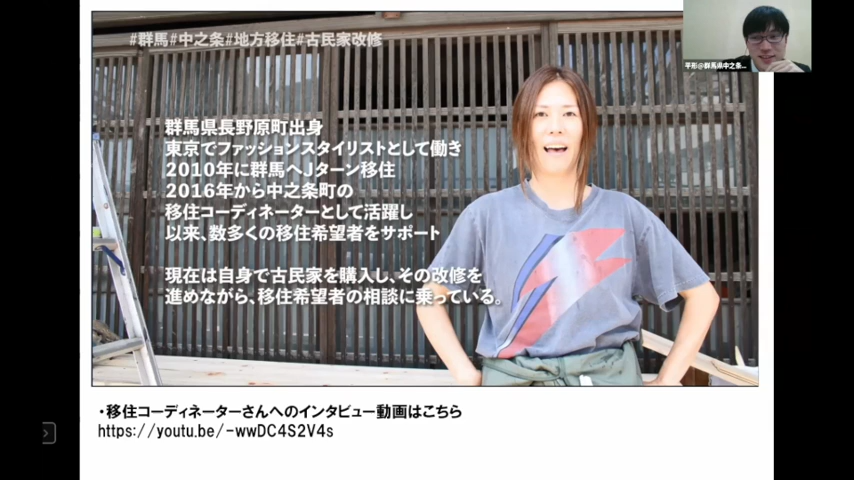 #群馬#中之条#地方移住#古民家改修
平形@群馬県中之条…
群馬県長野原町出身
東京でファッションスタイリストとして働き
2010年に群馬へJターン移住
2016年から中之条町の
移住コーディネーターとして活躍し
以来、数多くの移住希望者をサポート
現在は自身で古民家を購入し、その改修を
進めながら、移住希望者の相談に乗っている。
・移住コーディネーターさんへのインタビュー動画はこちら
https://youtu.be/-wwDC4S2V4s